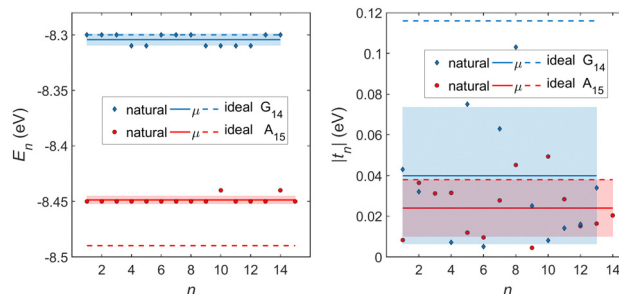 -8.3
-8.35
-8.4
-8.45
-8.5
E_n (eV)
natural μ ideal G_14
natural μ ideal A_15
2 4 6 8 10 12 14
n
0.12
0.1
0.08
0.06
0.04
0.02
0
|t_n| (eV)
natural μ ideal G_14
natural μ ideal A_15
2 4 6 8 10 12 14
n